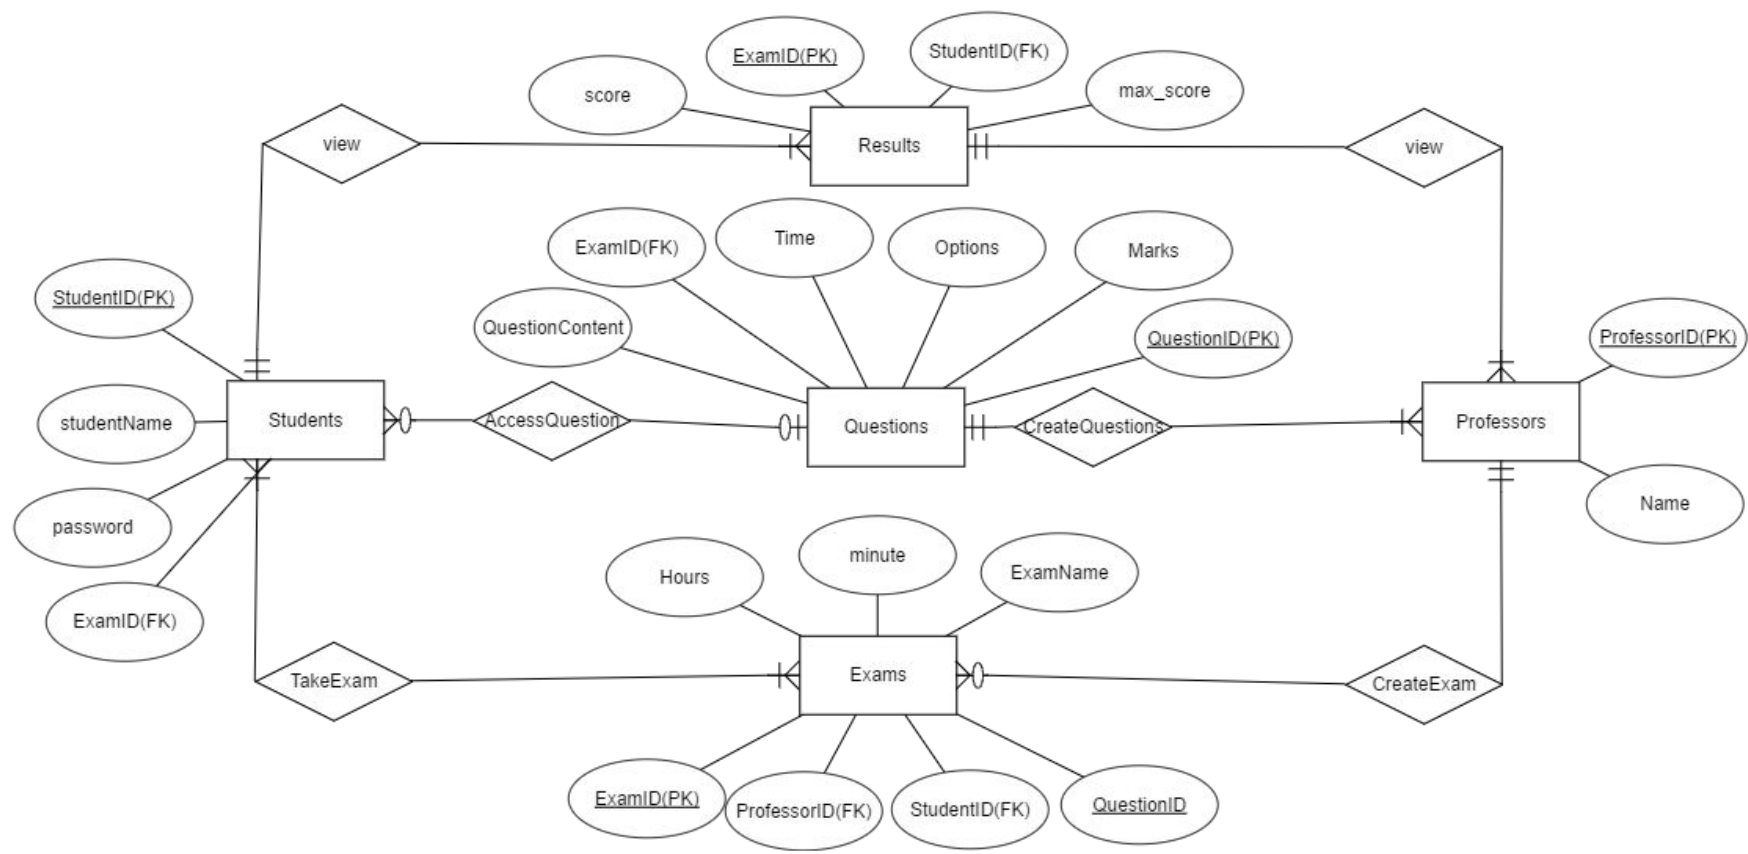 ExamID(PK)
StudentID(FK)
score
max_score
view
Results
view
ExamID(FK)
Time
Options
Marks
StudentID(PK)
QuestionContent
QuestionID(PK)
ProfessorID(PK)
studentName
Students
AccessQuestion
Questions
CreateQuestions
Professors
password
Name
Hours
minute
ExamName
ExamID(FK)
TakeExam
Exams
CreateExam
ExamID(PK)
ProfessorID(FK)
StudentID(FK)
QuestionID